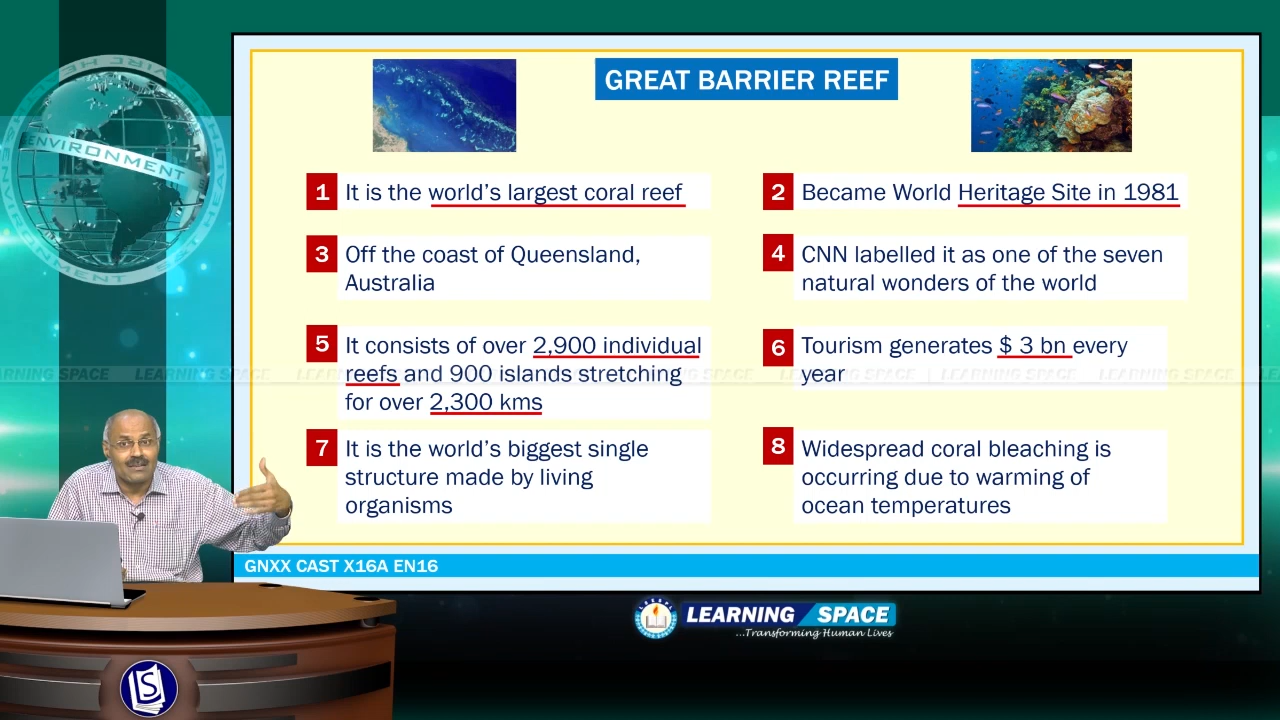 GREAT BARRIER REEF
1 It is the world's largest coral reef
2 Became World Heritage Site in 1981
3 Off the coast of Queensland,
Australia
4 CNN labelled it as one of the seven
natural wonders of the world
5 It consists of over 2,900 individual
reefs and 900 islands stretching
for over 2,300 kms
6 Tourism generates $ 3 bn every
year
7 It is the world's biggest single
structure made by living
organisms
8 Widespread coral bleaching is
occurring due to warming of
ocean temperatures
ENVIRONMENT
LEARNING SPACE LEARNING SPACE
GNXX CAST X16A EN16
LEARNING SPACE
...Transforming Human Lives
LS